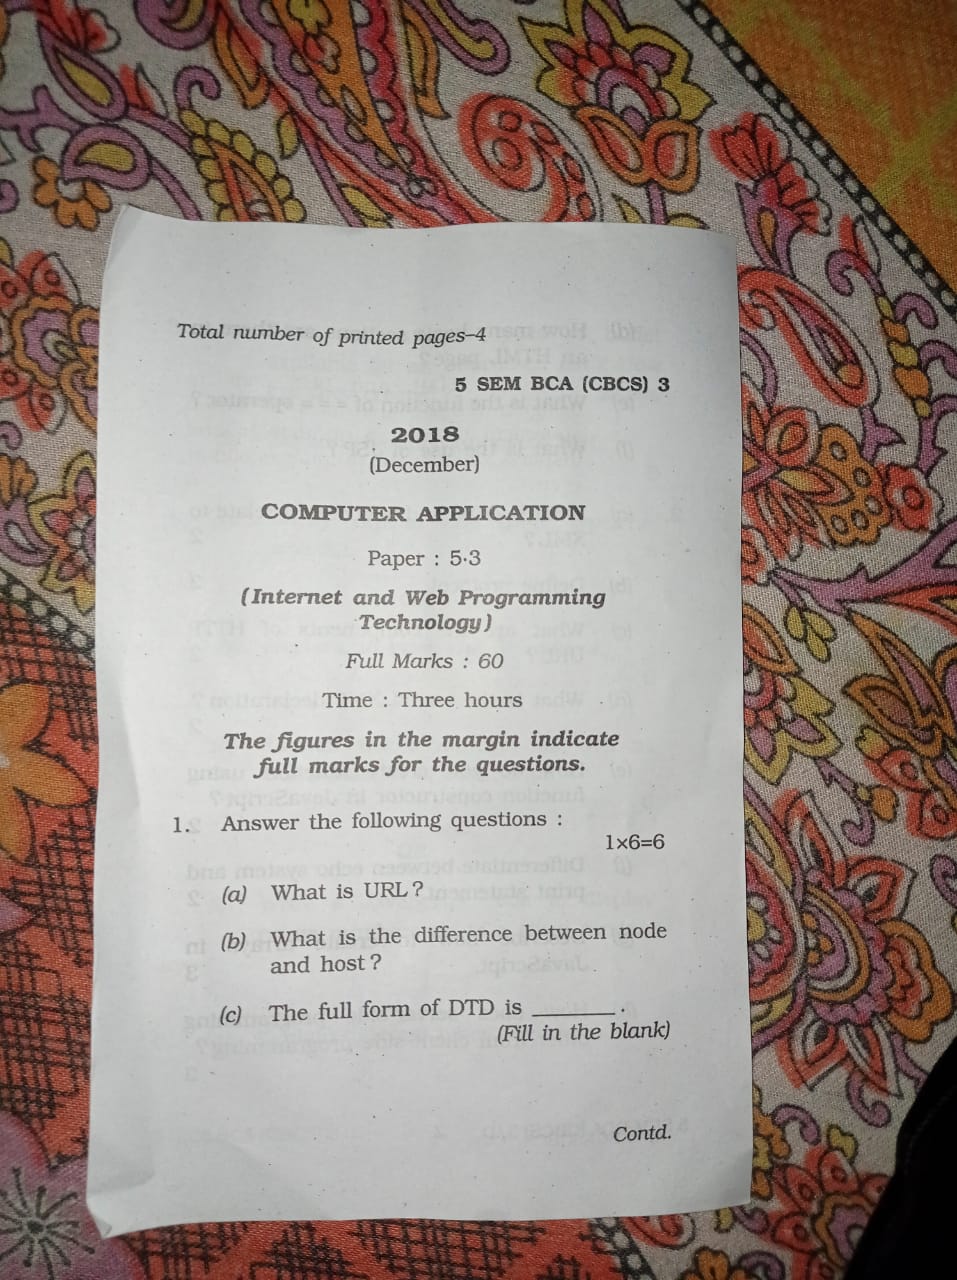 Total number of printed pages–4
5 SEM BCA (CBCS) 3
2018
(December)
COMPUTER APPLICATION
Paper : 5·3
(Internet and Web Programming
Technology)
Full Marks : 60
Time : Three hours
The figures in the margin indicate
full marks for the questions.
1. Answer the following questions :
1×6=6
(a) What is URL?
(b) What is the difference between node
and host?
(c) The full form of DTD is ________.
(Fill in the blank)
Contd.